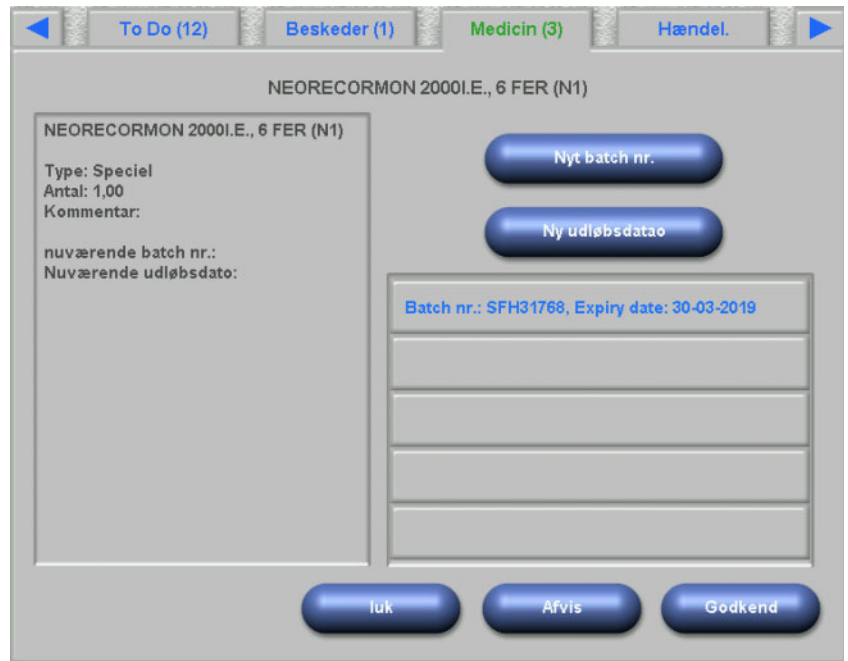 To Do (12)
Beskeder (1)
Medicin (3)
Hændel.
NEORECORMON 2000I.E., 6 FER (N1)
NEORECORMON 2000I.E., 6 FER (N1)
Type: Speciel
Antal: 1,00
Kommentar:
nuværende batch nr.:
Nuværende udløbsdato:
Nyt batch nr.
Ny udløbsdatao
Batch nr.: SFH31768, Expiry date: 30-03-2019
luk
Afvis
Godkend